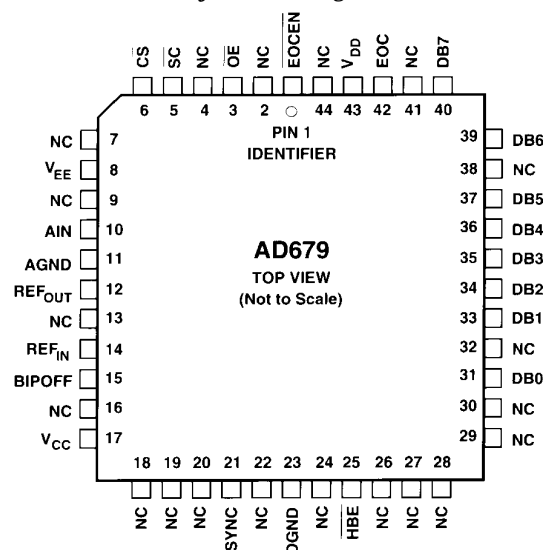 CS SC NC OE NC EOCEN NC VDD EOC NC DB7
6 5 4 3 2 44 43 42 41 40
PIN 1
IDENTIFIER
NC 7
VEE 8
NC 9
AIN 10
AGND 11
REFOUT 12
NC 13
REFIN 14
BIPOFF 15
NC 16
VCC 17
AD679
TOP VIEW
(Not to Scale)
39 DB6
38 NC
37 DB5
36 DB4
35 DB3
34 DB2
33 DB1
32 NC
31 DB0
30 NC
29 NC
18 19 20 21 22 23 24 25 26 27 28
NC NC NC SYNC NC DGND NC HBE NC NC NC